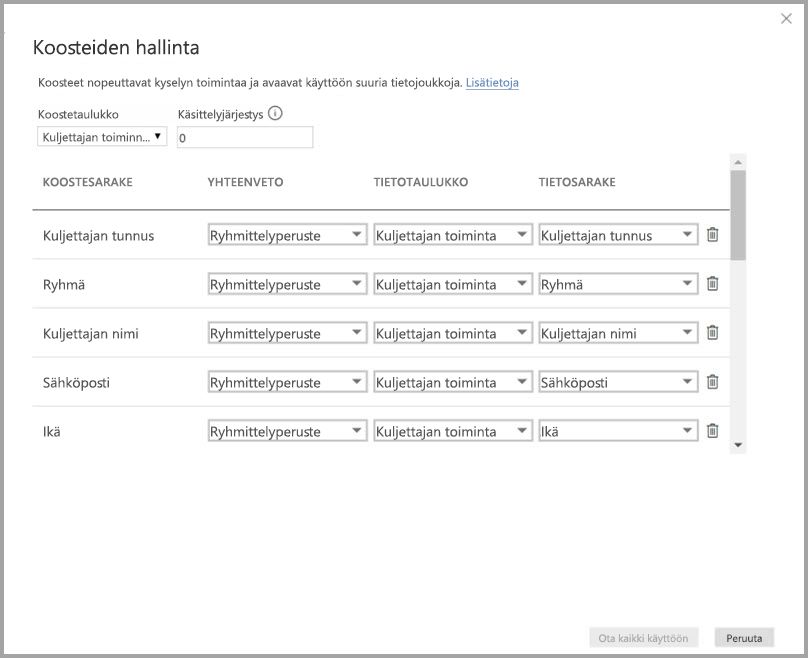 Koosteiden hallinta
Koosteet nopeuttavat kyselyn toimintaa ja avaavat käyttöön suuria tietojoukkoja. Lisätietoja
Koostetaulukko Käsittelyjärjestys
Kuljettajan toiminn... 0
KOOSTESARAKE YHTEENVETO TIETOTAULUKKO TIETOSARAKE
Kuljettajan tunnus Ryhmittelyperuste Kuljettajan toiminta Kuljettajan tunnus
Ryhmä Ryhmittelyperuste Kuljettajan toiminta Ryhmä
Kuljettajan nimi Ryhmittelyperuste Kuljettajan toiminta Kuljettajan nimi
Sähköposti Ryhmittelyperuste Kuljettajan toiminta Sähköposti
Ikä Ryhmittelyperuste Kuljettajan toiminta Ikä
Ota kaikki käyttöön Peruuta